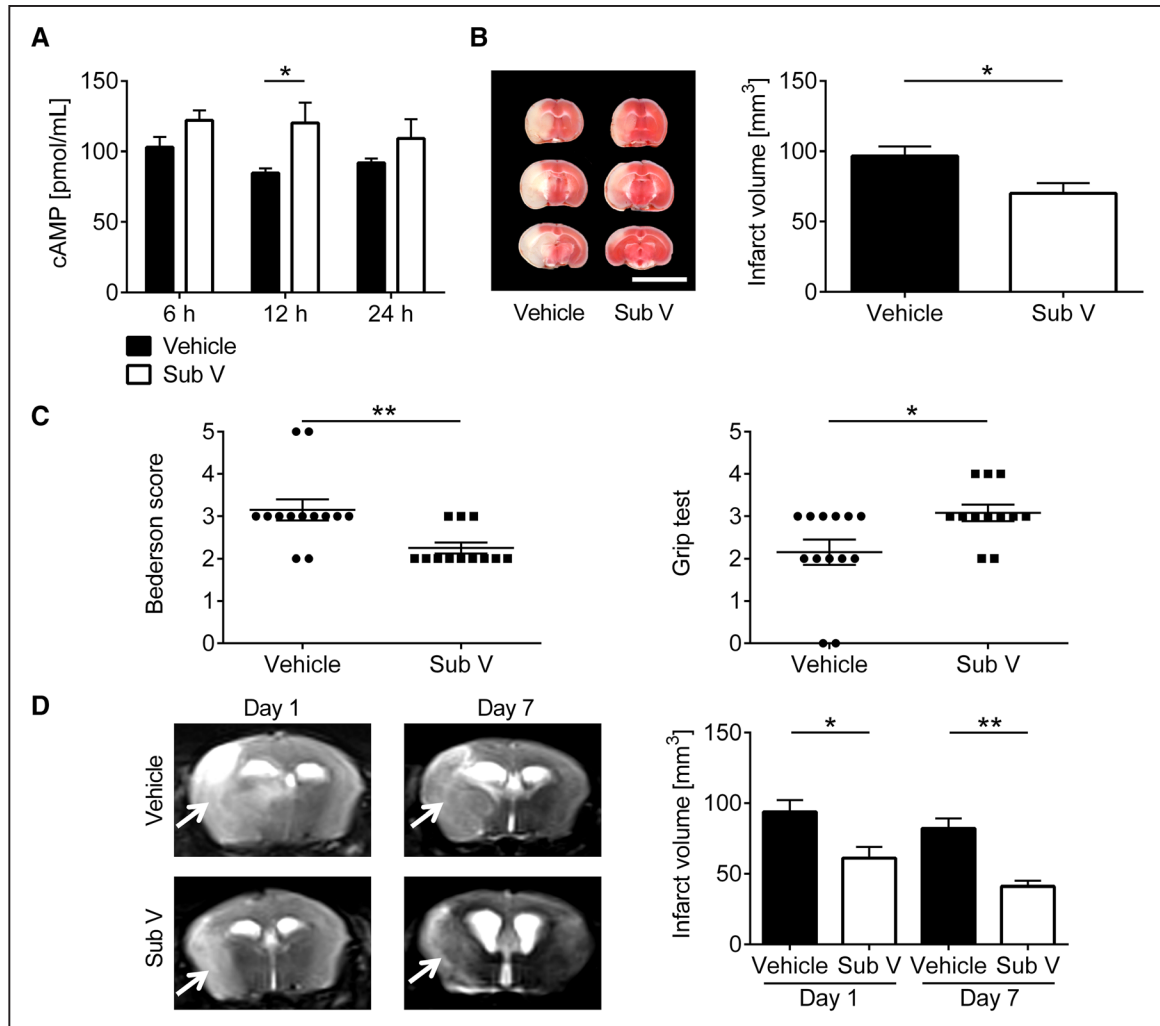 A
cAMP [pmol/mL]
150
100
50
0
*
6 h 12 h 24 h
Vehicle
Sub V
B
Vehicle Sub V
Infarct volume [mm³]
150
100
50
0
*
Vehicle Sub V
C
Bederson score
5
4
3
2
1
0
**
Vehicle Sub V
Grip test
5
4
3
2
1
0
*
Vehicle Sub V
D
Day 1 Day 7
Vehicle
Sub V
Infarct volume [mm³]
150
100
50
0
* **
Vehicle Sub V Vehicle Sub V
Day 1 Day 7